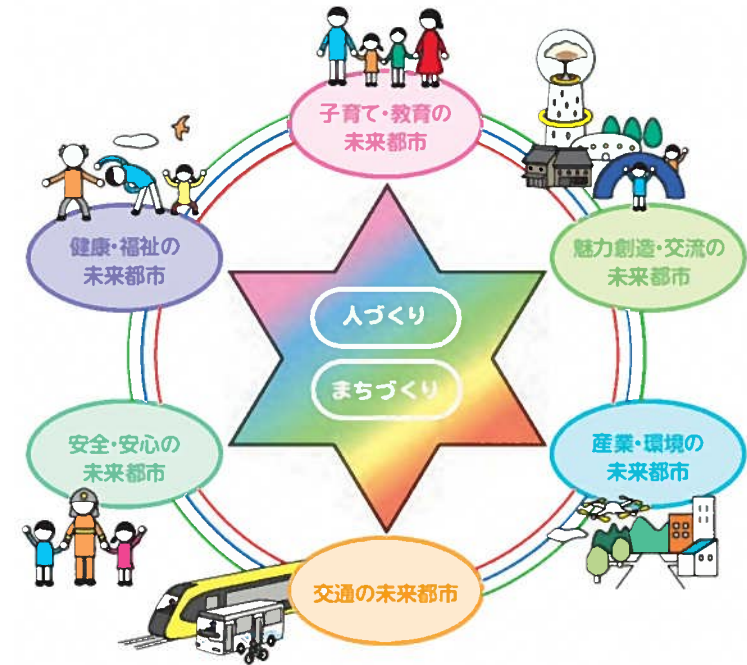 子育て・教育の
未来都市
健康・福祉の
未来都市
魅力創造・交流の
未来都市
人づくり
まちづくり
安全・安心の
未来都市
産業・環境の
未来都市
交通の未来都市